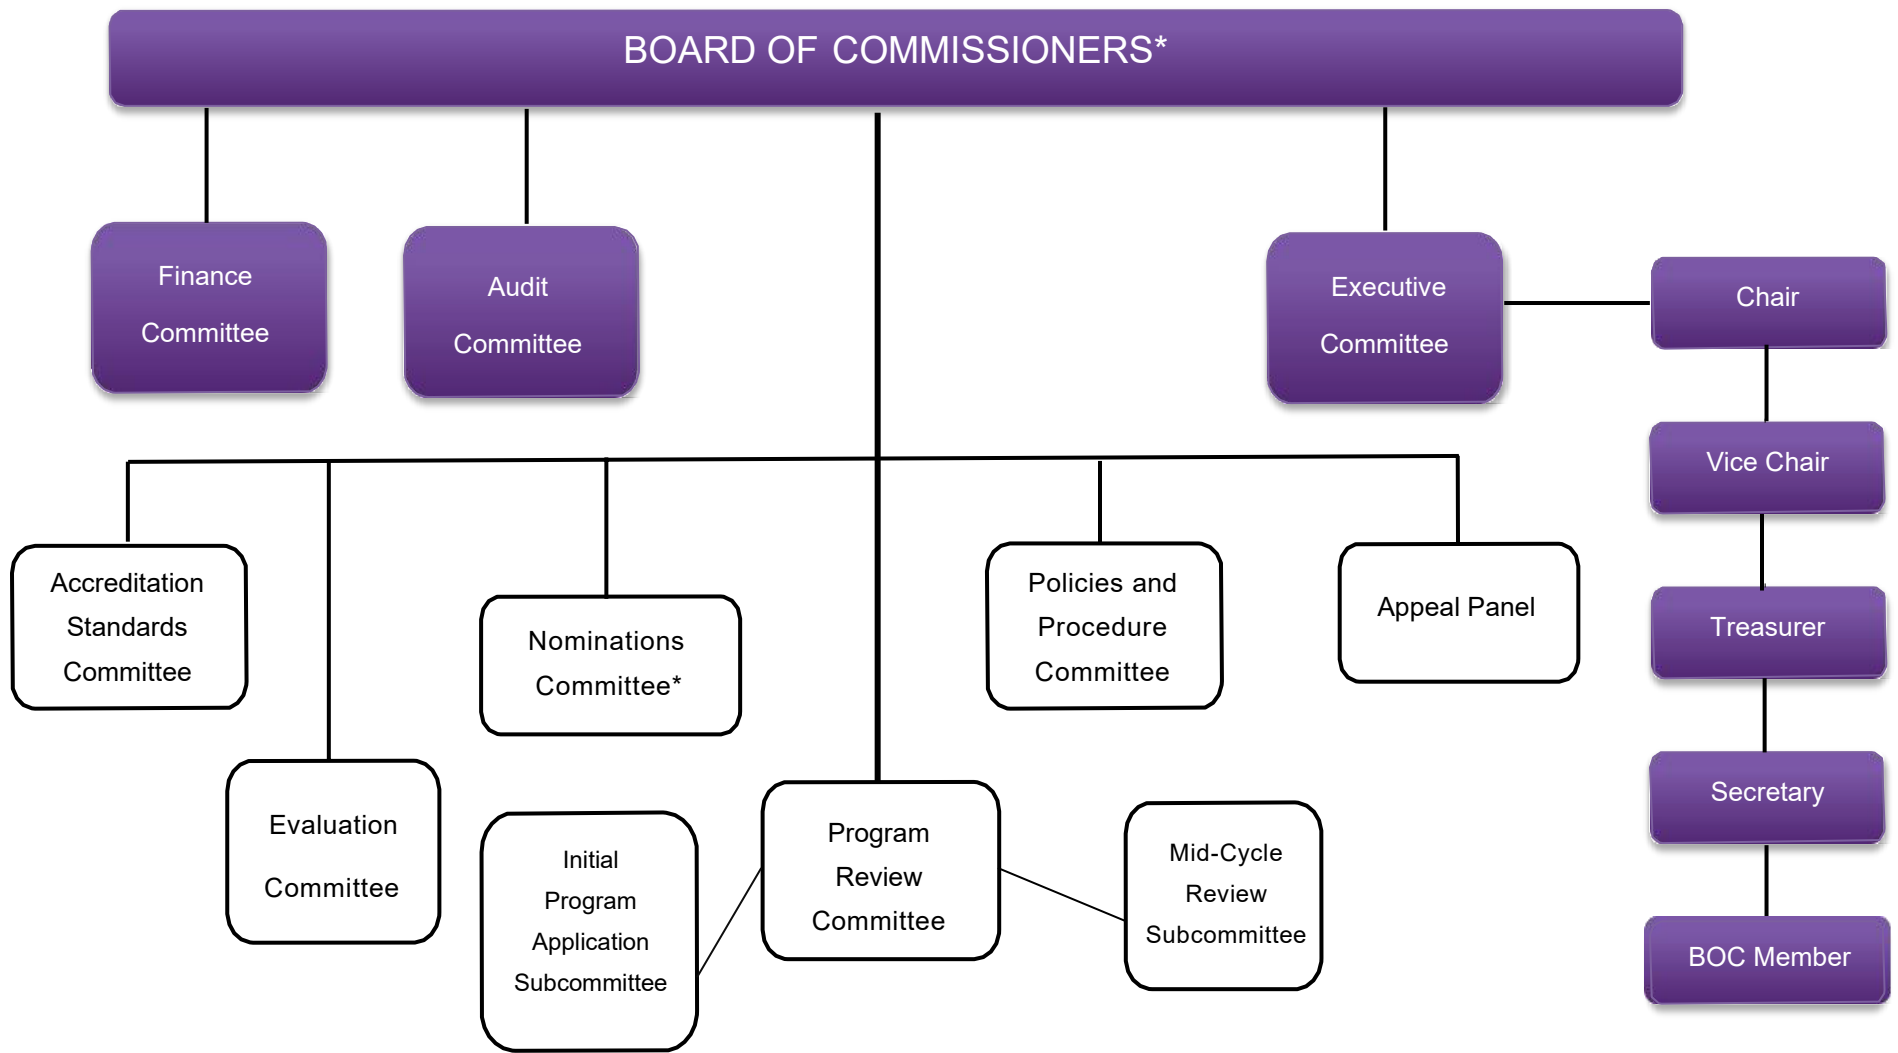 BOARD OF COMMISSIONERS*
Finance
Committee
Audit
Committee
Executive
Committee
Chair
Vice Chair
Treasurer
Secretary
BOC Member
Accreditation
Standards
Committee
Evaluation
Committee
Nominations
Committee*
Initial
Program
Application
Subcommittee
Program
Review
Committee
Mid-Cycle
Review
Subcommittee
Policies and
Procedure
Committee
Appeal Panel